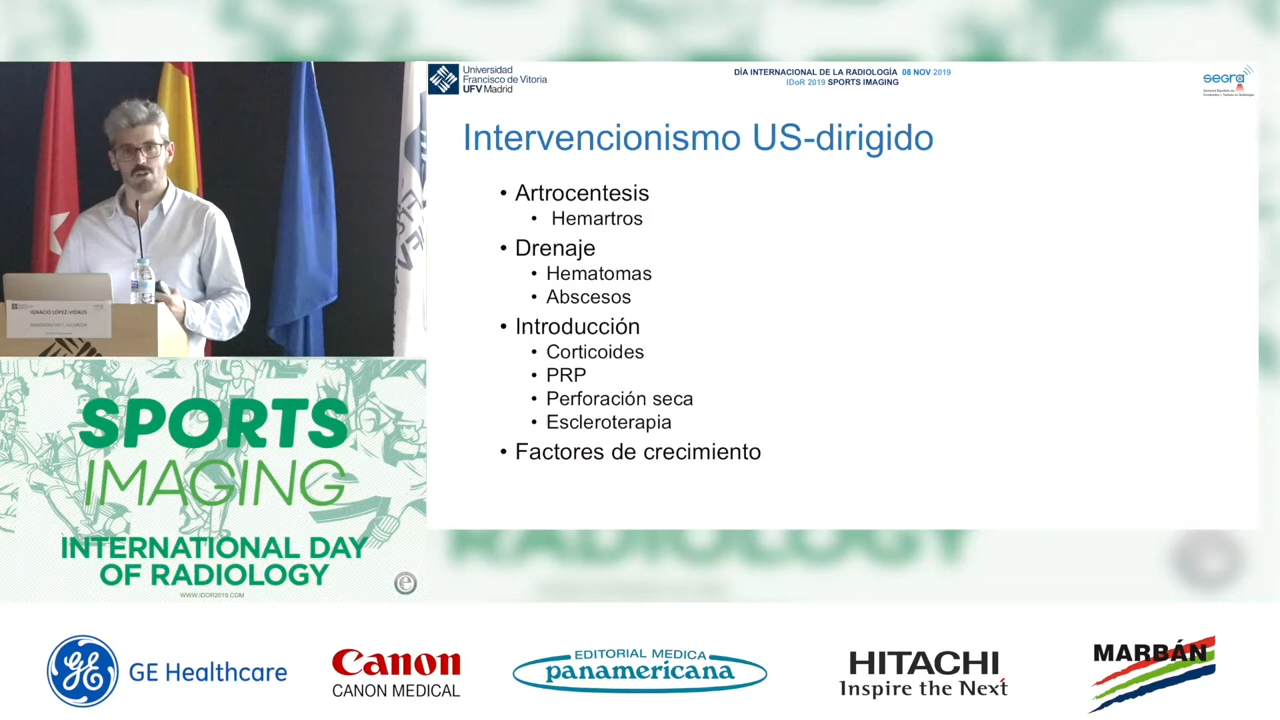 Universidad
Francisco de Vitoria
UFV Madrid
DÍA INTERNACIONAL DE LA RADIOLOGÍA 08 NOV 2019
IDoR 2019 SPORTS IMAGING
segra
Intervencionismo US-dirigido
• Artrocentesis
• Hemartros
• Drenaje
• Hematomas
• Abscesos
• Introducción
• Corticoides
• PRP
• Perforación seca
• Escleroterapia
• Factores de crecimiento
IGNACIO LÓPEZ-VIDAUS
SPORTS
IMAGING
INTERNATIONAL DAY
OF RADIOLOGY
WWW.IDOR2019.COM
RADIOLOGY
GE GE Healthcare
Canon
CANON MEDICAL
EDITORIAL MEDICA
panamericana
HITACHI
Inspire the Next
MARBÁN